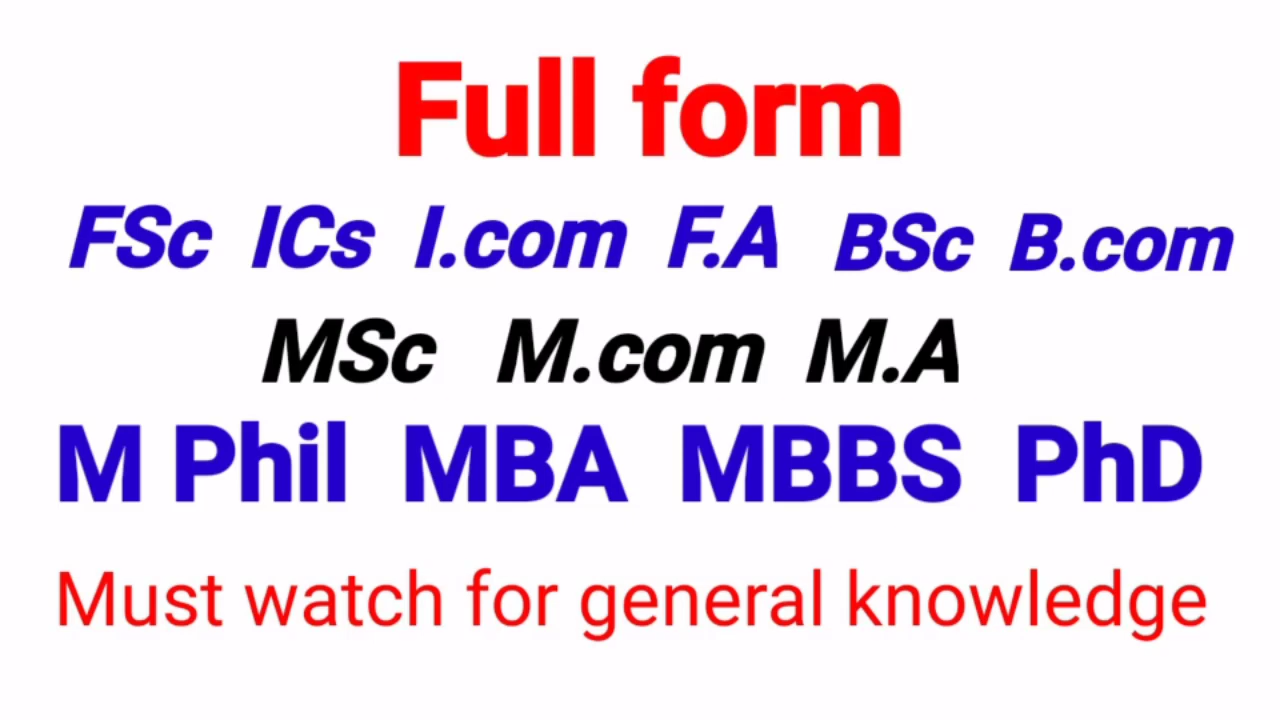 Full form
FSc ICs I.com F.A BSc B.com
MSc M.com M.A
M Phil MBA MBBS PhD
Must watch for general knowledge